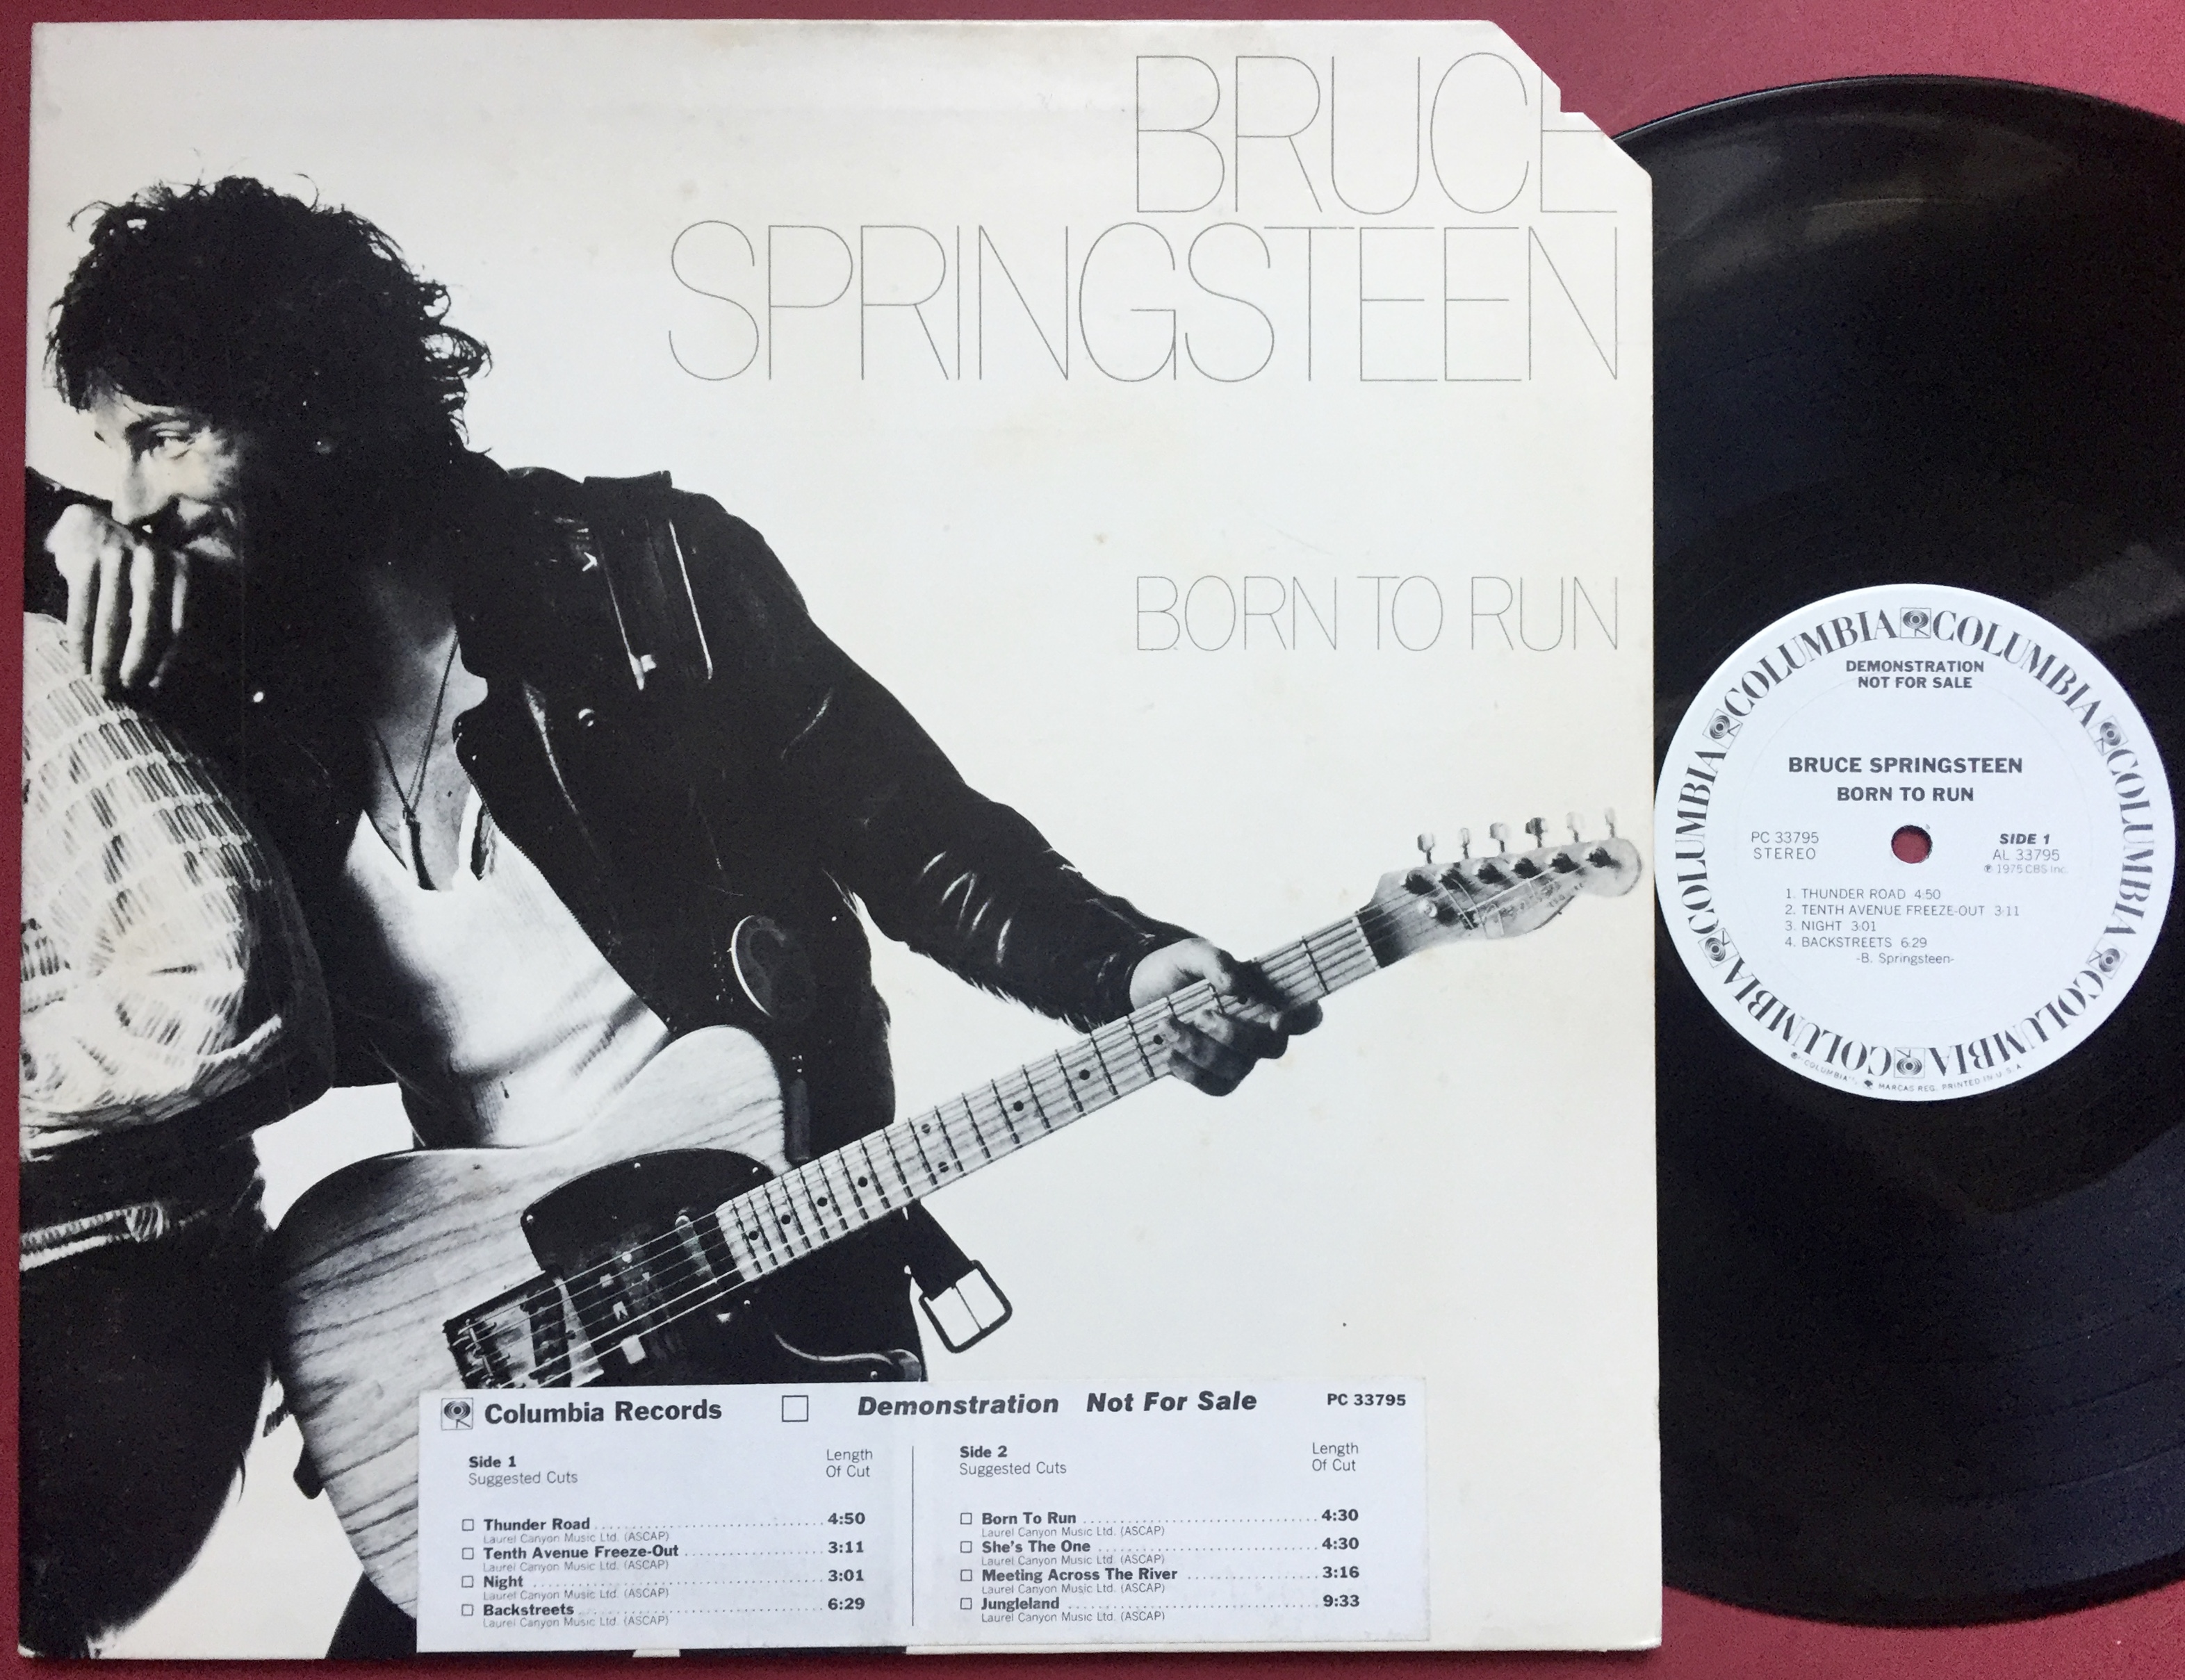 BRUCE
SPRINGSTEEN
BORN TO RUN
Columbia Records
Demonstration Not For Sale
PC 33795
Side 1
Suggested Cuts
Length
Of Cut
Thunder Road 4:50
Laurel Canyon Music Ltd. (ASCAP)
Tenth Avenue Freeze-Out 3:11
Laurel Canyon Music Ltd. (ASCAP)
Night 3:01
Laurel Canyon Music Ltd. (ASCAP)
Backstreets 6:29
Laurel Canyon Music Ltd. (ASCAP)
Side 2
Suggested Cuts
Length
Of Cut
Born To Run 4:30
Laurel Canyon Music Ltd. (ASCAP)
She's The One 4:30
Laurel Canyon Music Ltd. (ASCAP)
Meeting Across The River 3:16
Laurel Canyon Music Ltd. (ASCAP)
Jungleland 9:33
Laurel Canyon Music Ltd. (ASCAP)
COLUMBIA COLUMBIA COLUMBIA COLUMBIA COLUMBIA COLUMBIA COLUMBIA COLUMBIA
DEMONSTRATION
NOT FOR SALE
BRUCE SPRINGSTEEN
BORN TO RUN
PC 33795
STEREO
SIDE 1
AL 33795
℗ 1975 CBS Inc.
1. THUNDER ROAD 4:50
2. TENTH AVENUE FREEZE-OUT 3:11
3. NIGHT 3:01
4. BACKSTREETS 6:29
-B. Springsteen-
COLUMBIA MARCAS REG. PRINTED IN U.S.A.